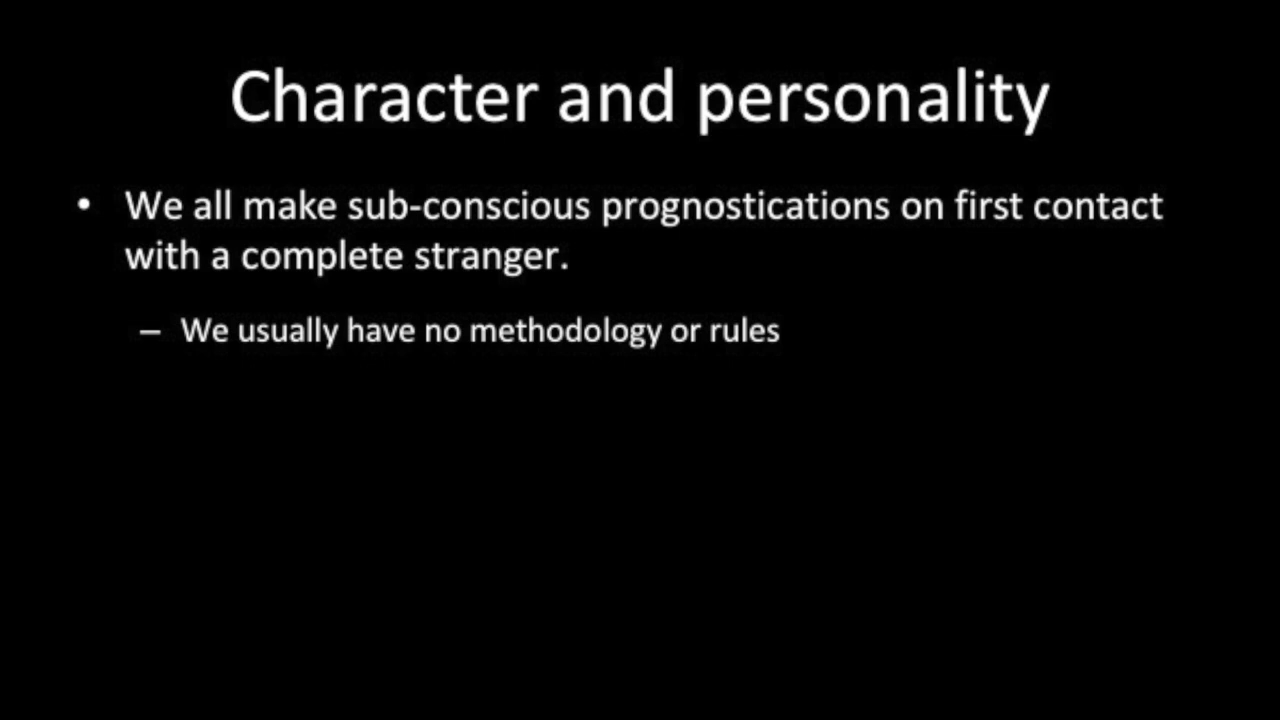 Character and personality
• We all make sub-conscious prognostications on first contact
with a complete stranger.
– We usually have no methodology or rules